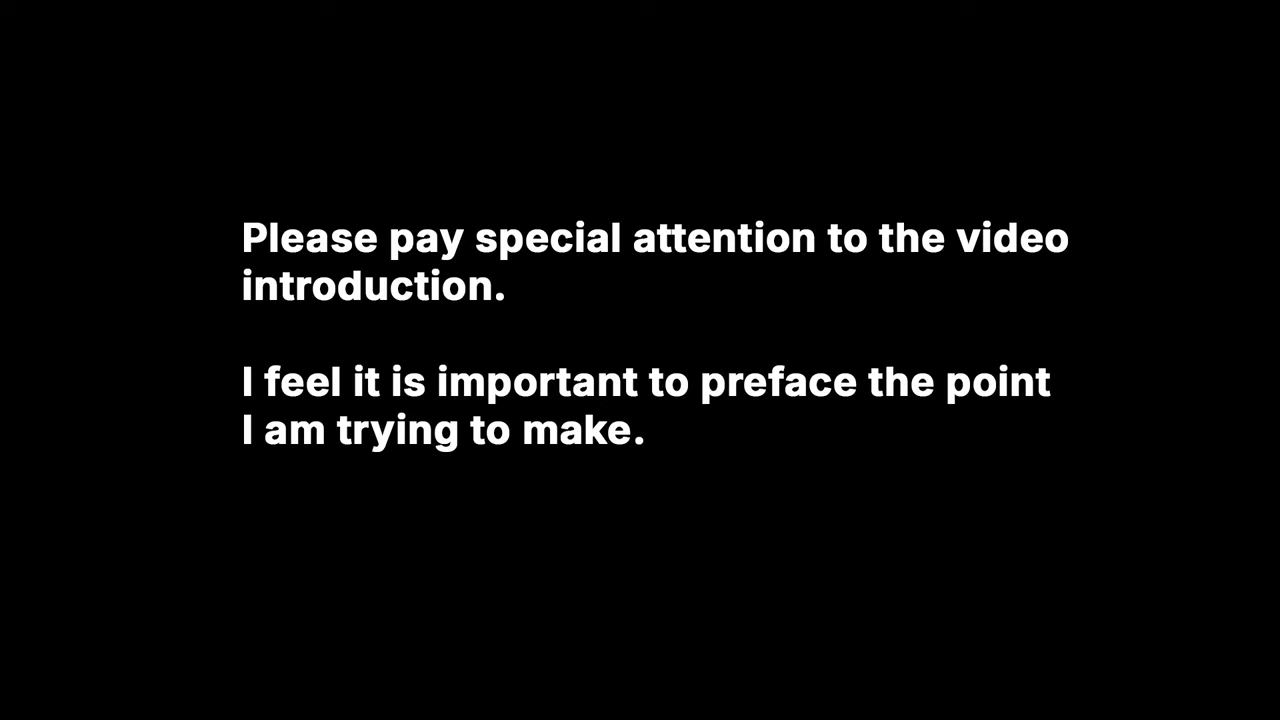 Please pay special attention to the video
introduction.
I feel it is important to preface the point
I am trying to make.